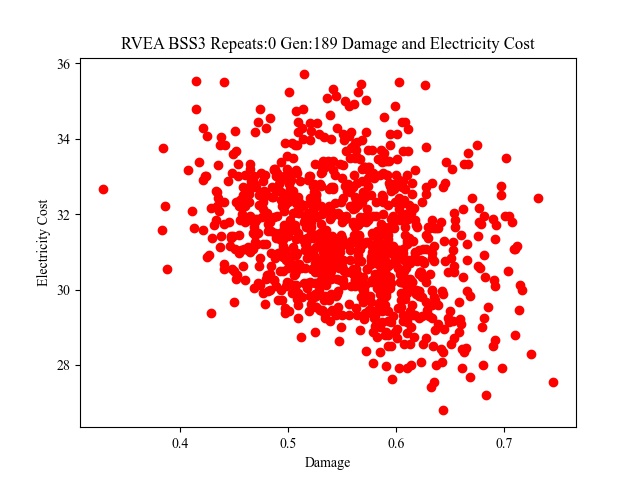 RVEA BSS3 Repeats:0 Gen:189 Damage and Electricity Cost
36
34
32
30
28
Electricity Cost
0.4 0.5 0.6 0.7
Damage